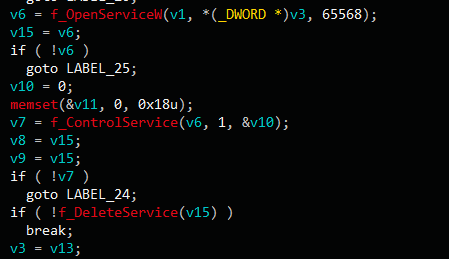 v6 = f_OpenServiceW(v1, *(_DWORD *)v3, 65568);
v15 = v6;
if ( !v6 )
goto LABEL_25;
v10 = 0;
memset(&v11, 0, 0x18u);
v7 = f_ControlService(v6, 1, &v10);
v8 = v15;
v9 = v15;
if ( !v7 )
goto LABEL_24;
if ( !f_DeleteService(v15) )
break;
v3 = v13;